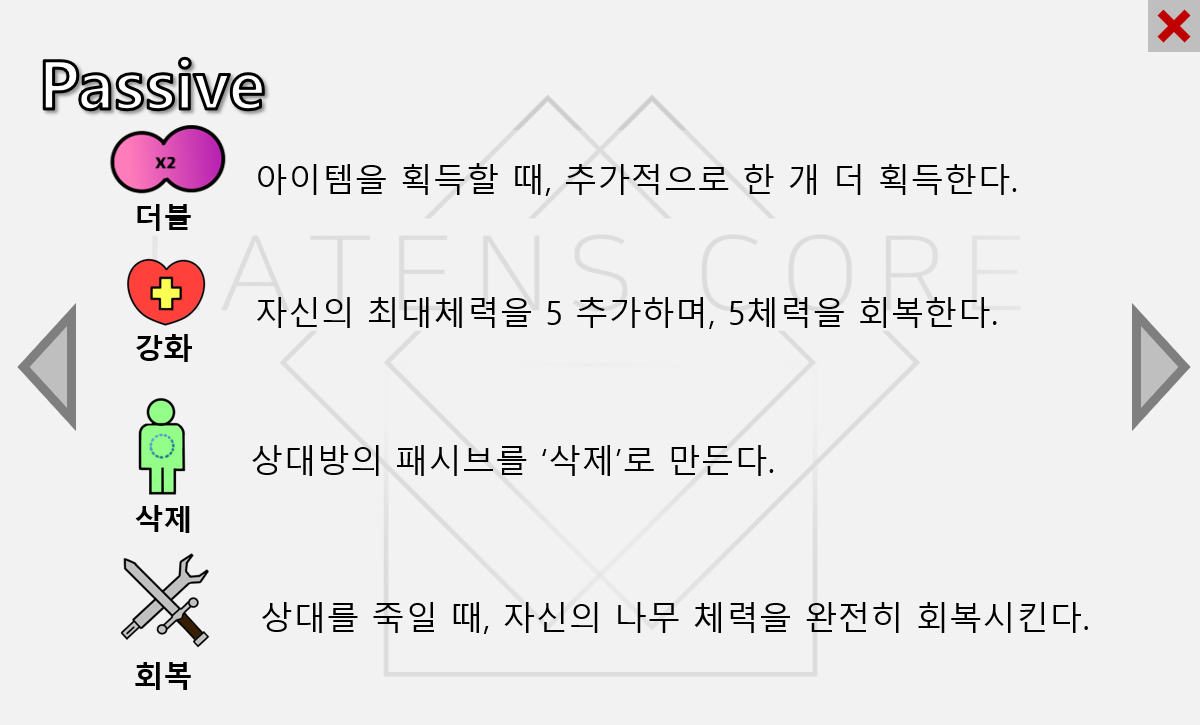 Passive
X2
더블
아이템을 획득할 때, 추가적으로 한 개 더 획득한다.
LATENS CORE
강화
자신의 최대체력을 5 추가하며, 5체력을 회복한다.
삭제
상대방의 패시브를 ‘삭제’로 만든다.
회복
상대를 죽일 때, 자신의 나무 체력을 완전히 회복시킨다.